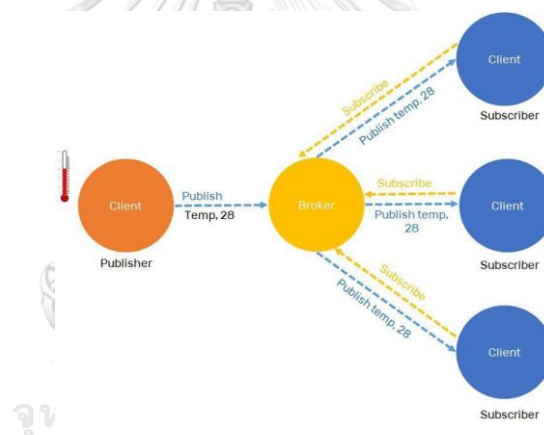 Client
Subscriber
Subscribe
Publish temp, 28
Client
Publisher
Publish
Temp, 28
Broker
Subscribe
Publish temp,
28
Client
Subscriber
Subscribe
Publish temp, 28
Client
Subscriber